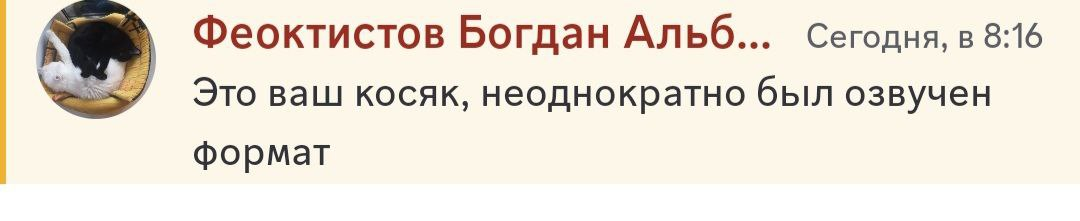 Феоктистов Богдан Альб... Сегодня, в 8:16
Это ваш косяк, неоднократно был озвучен
формат